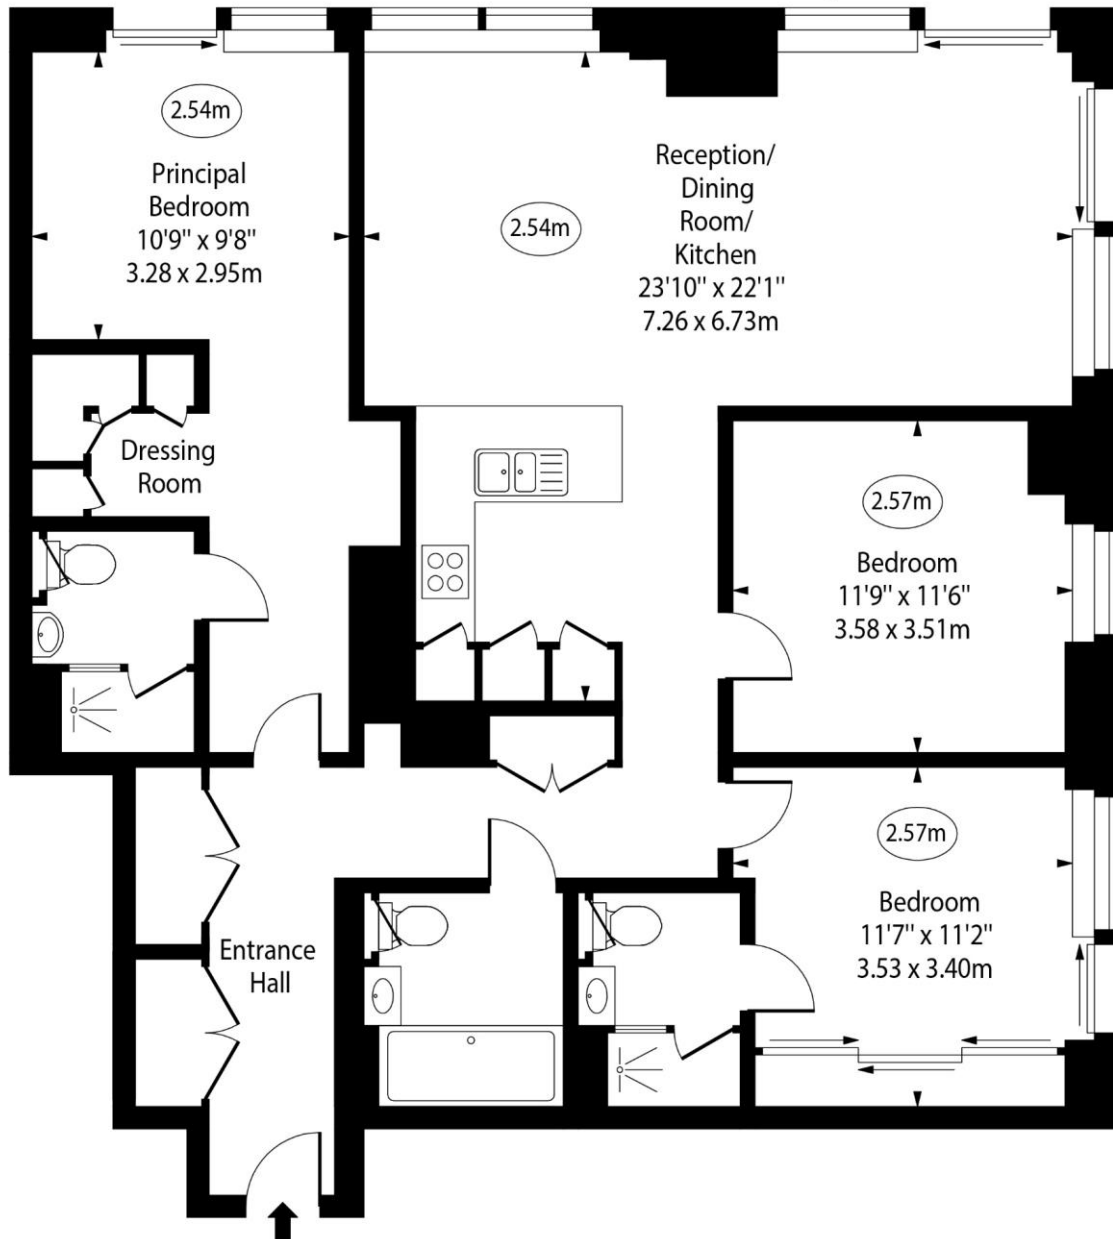 2.54m
Principal
Bedroom
10'9" x 9'8"
3.28 x 2.95m
2.54m
Reception/
Dining
Room/
Kitchen
23'10" x 22'1"
7.26 x 6.73m
Dressing
Room
2.57m
Bedroom
11'9" x 11'6"
3.58 x 3.51m
2.57m
Bedroom
11'7" x 11'2"
3.53 x 3.40m
Entrance
Hall